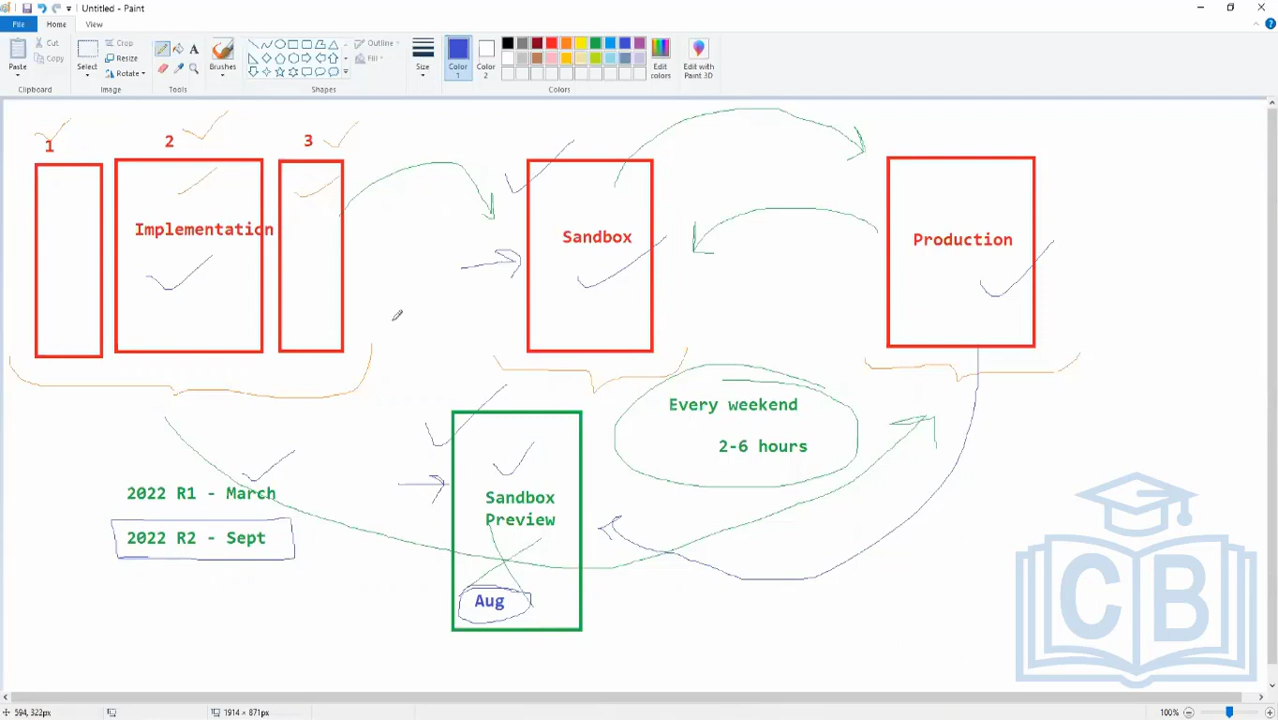 Untitled - Paint
File
Home
View
Paste
Cut
Copy
Clipboard
Select
Crop
Resize
Rotate
Image
Tools
Brushes
Outline
Fill
Shapes
Size
Color 1
Color 2
Edit colors
Edit with Paint 3D
Colors
1
2
3
Implementation
Sandbox
Production
Every weekend
2-6 hours
2022 R1 - March
2022 R2 - Sept
Sandbox
Preview
Aug
CB
594, 322px
1914 × 871px
100%